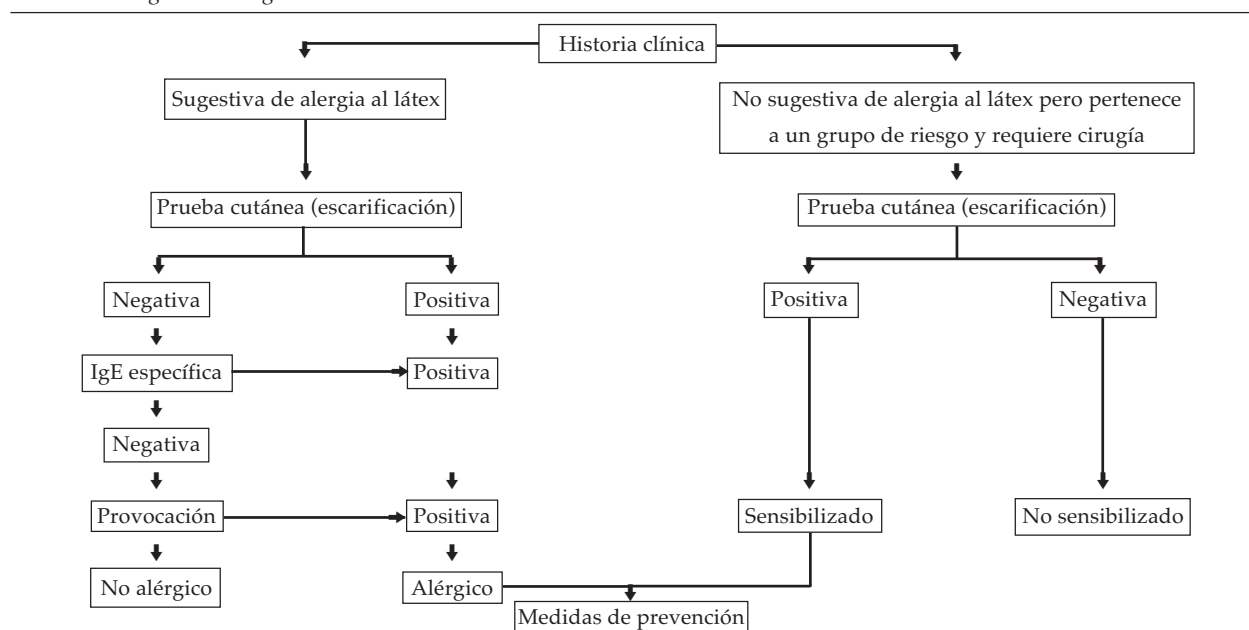 Historia clínica
Sugestiva de alergia al látex
No sugestiva de alergia al látex pero pertenece
a un grupo de riesgo y requiere cirugía
Prueba cutánea (escarificación)
Prueba cutánea (escarificación)
Negativa
Positiva
Positiva
Negativa
IgE específica
Positiva
Negativa
Provocación
Positiva
Sensibilizado
No sensibilizado
No alérgico
Alérgico
Medidas de prevención